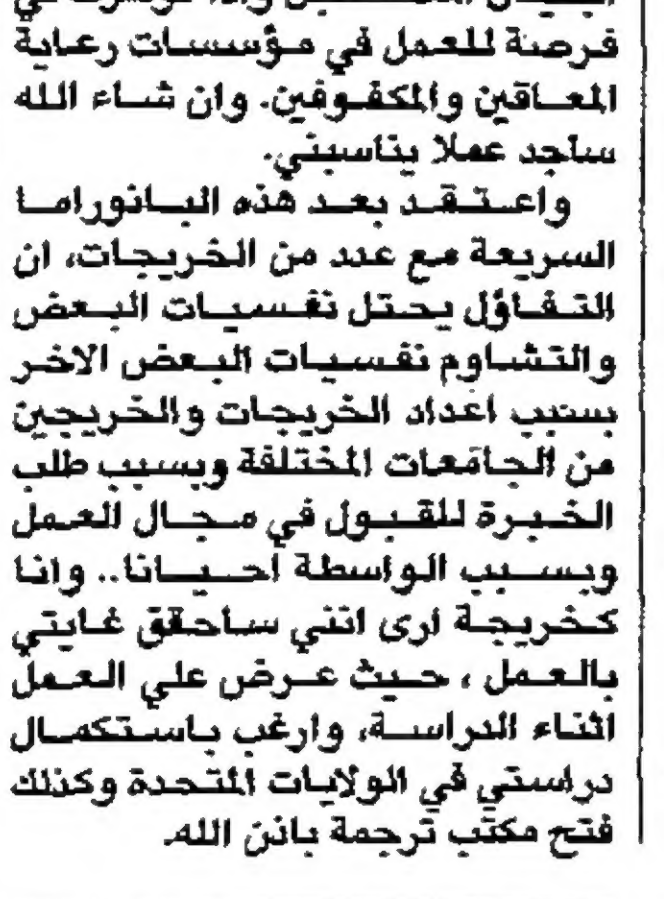 فرصة للعمل في مؤسسات رعاية
المعاقين والمكفوفين. وان شاء الله
ساجد عملا يناسبني.
واعتقد بعد هذه البانوراما
السريعة مع عدد من الخريجات، ان
التفاؤل يحتل نفسيات البعض
والتشاوم نفسيات البعض الاخر
بسبب اعداد الخريجات والخريجين
من الجامعات المختلفة وبسبب طلب
الخبرة للقبول في مجال العمل
وبسبب الواسطة احيانا.. وانا
كخريجة ارى انني ساحقق غايتي
بالعمل ، حيث عرض علي العمل
اثناء الدراسة، وارغب باستكمال
دراستي في الولايات المتحدة وكذلك
فتح مكتب ترجمة باذن الله.